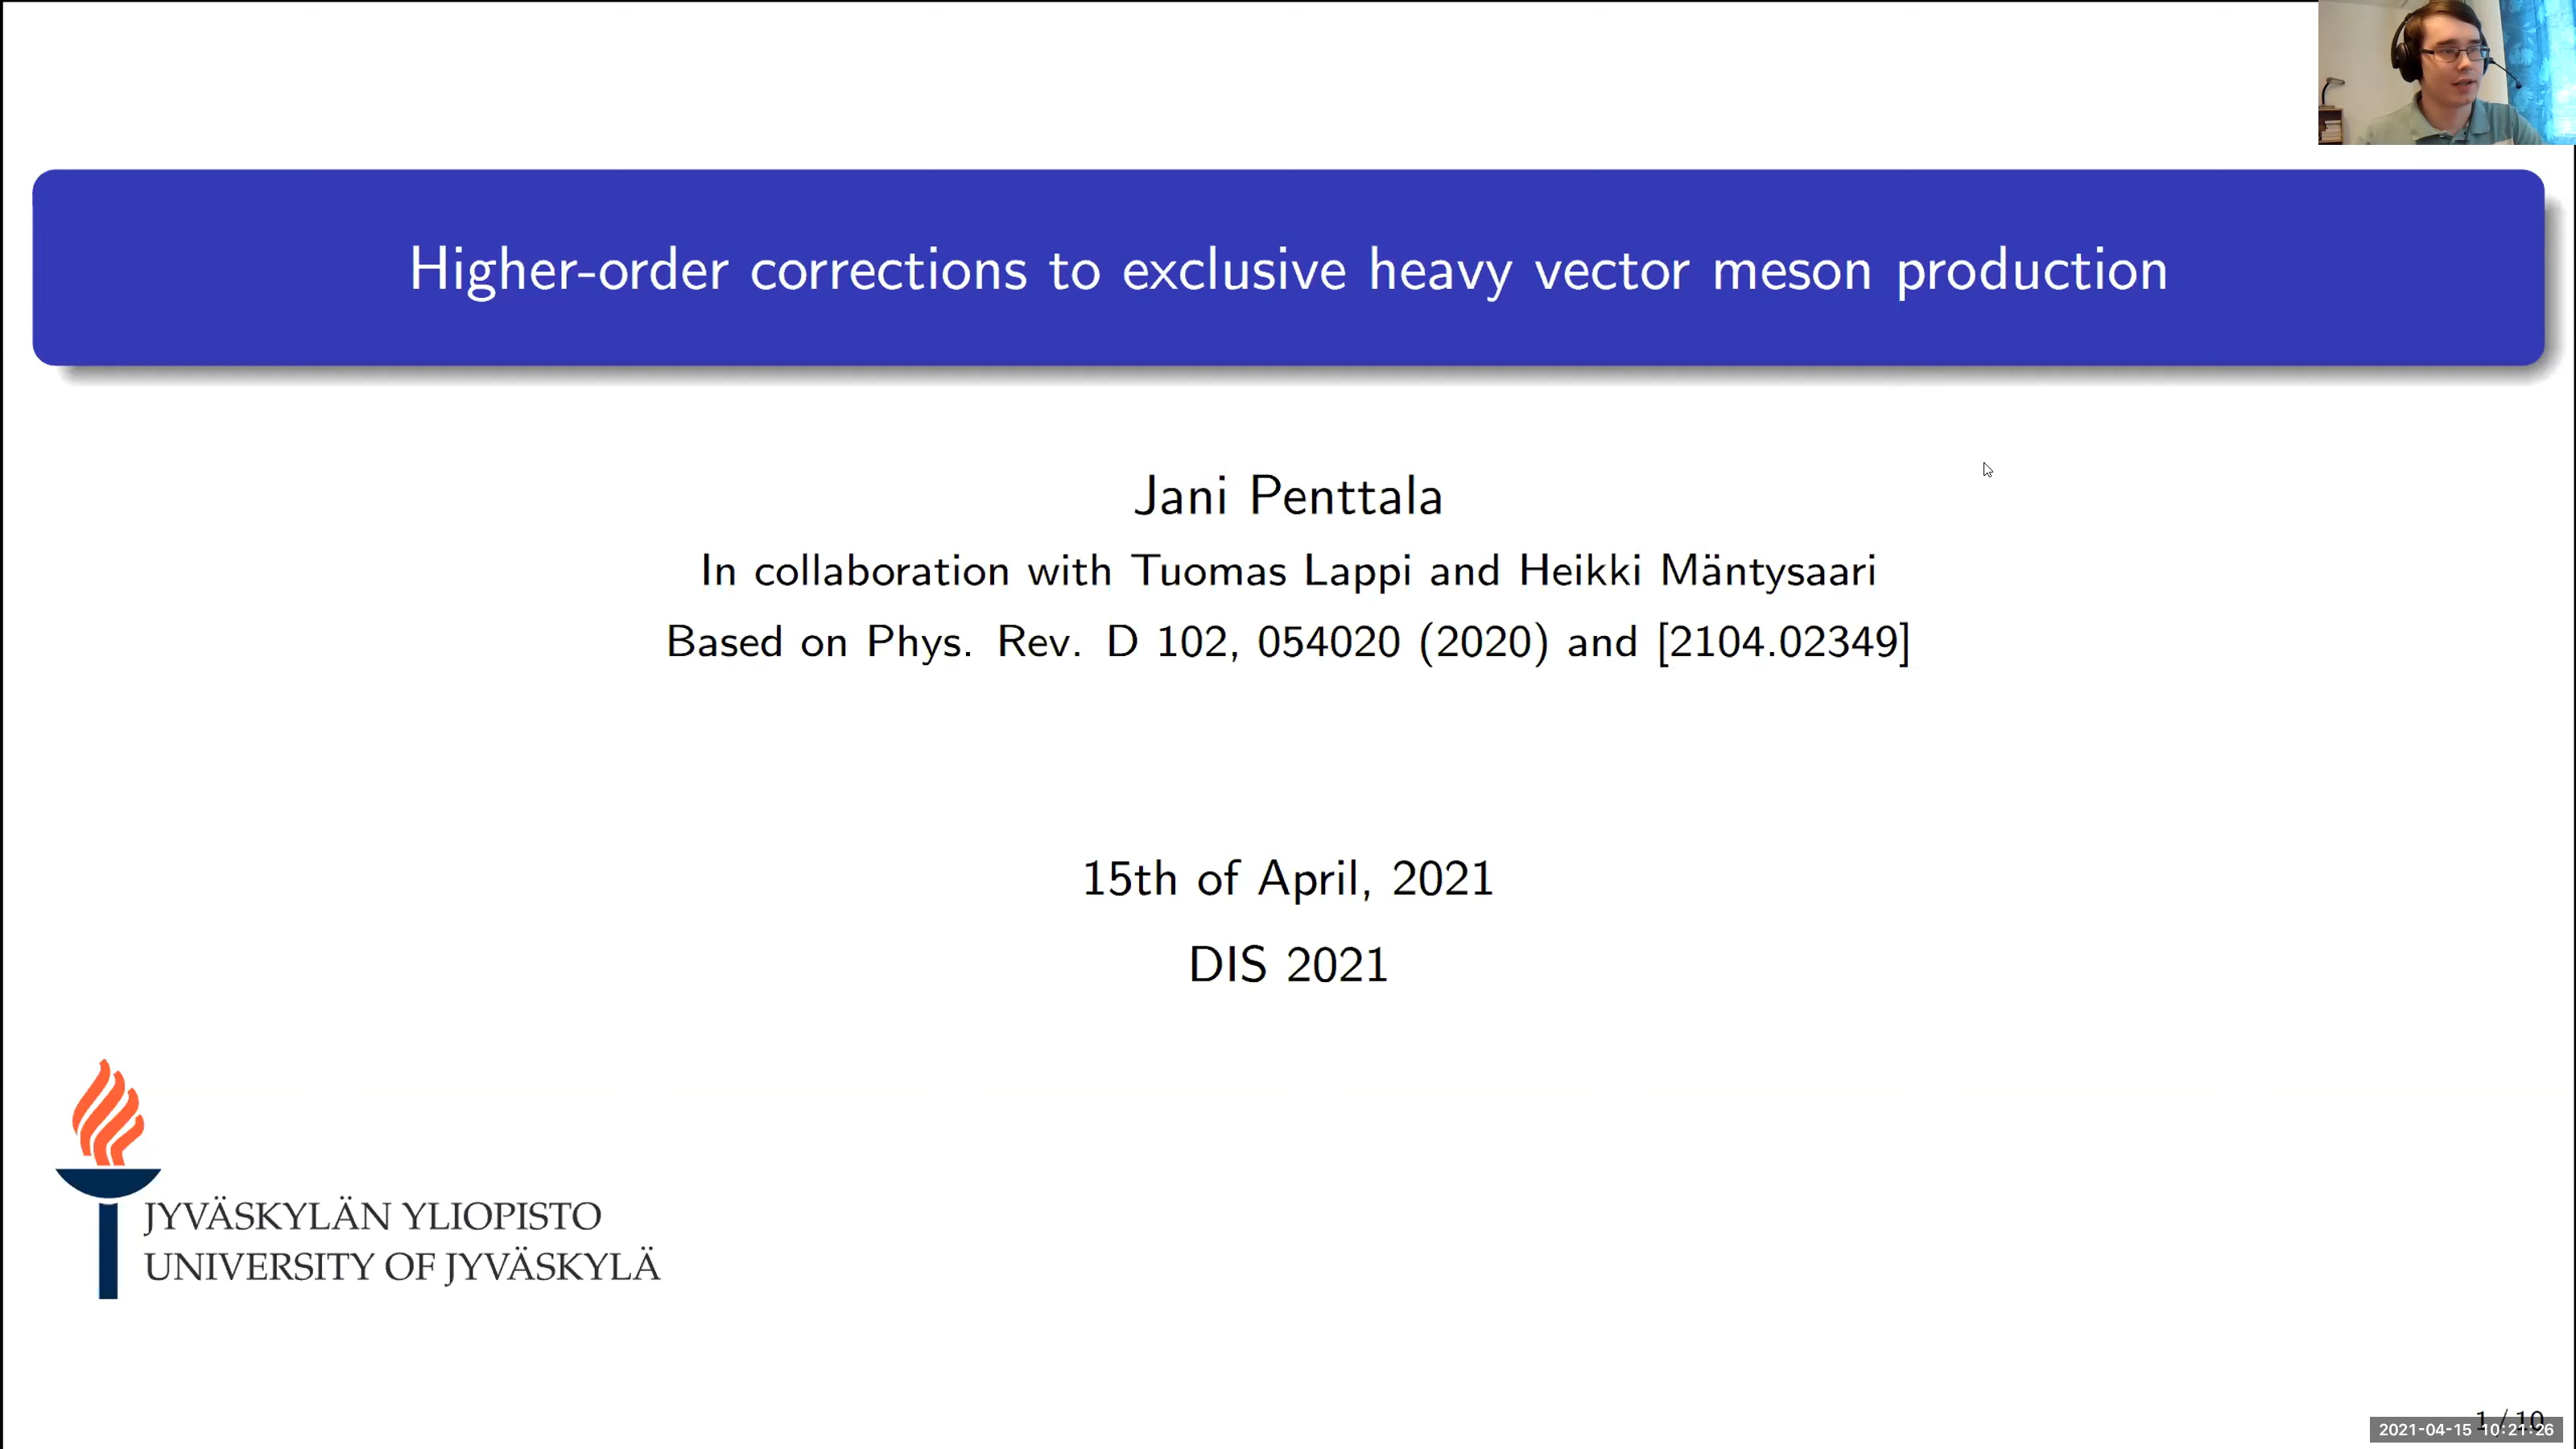 Higher-order corrections to exclusive heavy vector meson production
Jani Penttala
In collaboration with Tuomas Lappi and Heikki Mäntysaari
Based on Phys. Rev. D 102, 054020 (2020) and [2104.02349]
15th of April, 2021
DIS 2021
JYVÄSKYLÄN YLIOPISTO
UNIVERSITY OF JYVÄSKYLÄ
1 / 10
2021-04-15 10:21:26